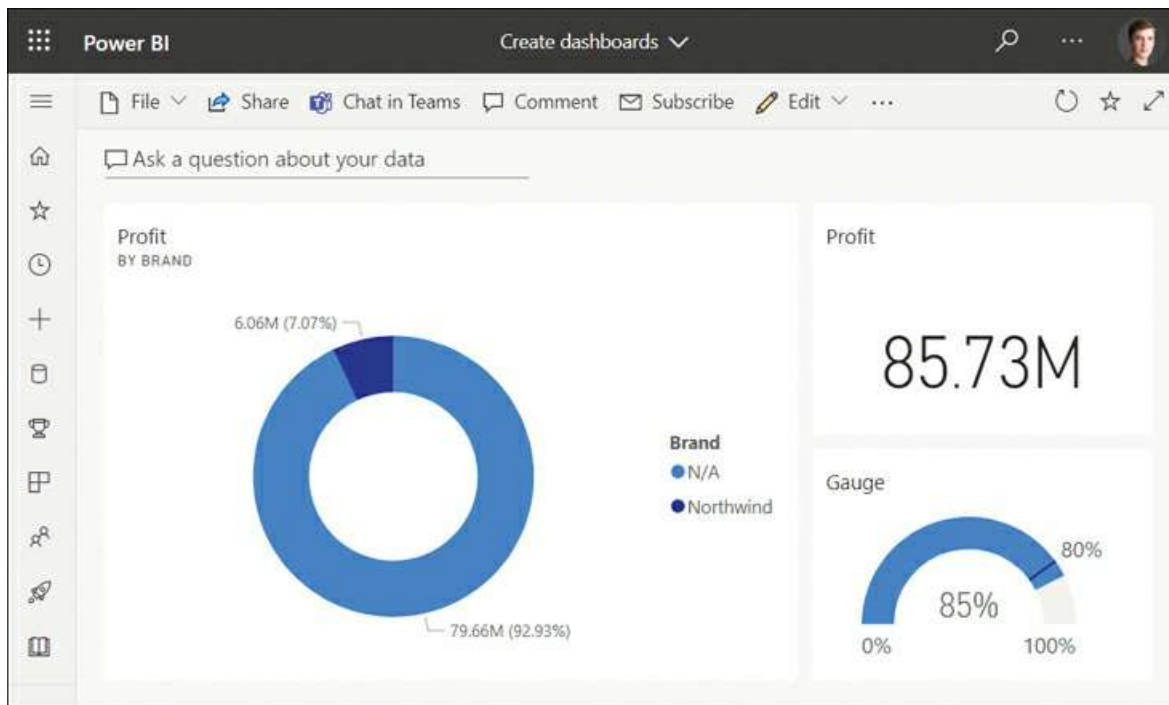 Power BI
Create dashboards
File
Share
Chat in Teams
Comment
Subscribe
Edit
...
Ask a question about your data
Profit
BY BRAND
6.06M (7.07%)
79.66M (92.93%)
Brand
N/A
Northwind
Profit
85.73M
Gauge
80%
85%
0%
100%